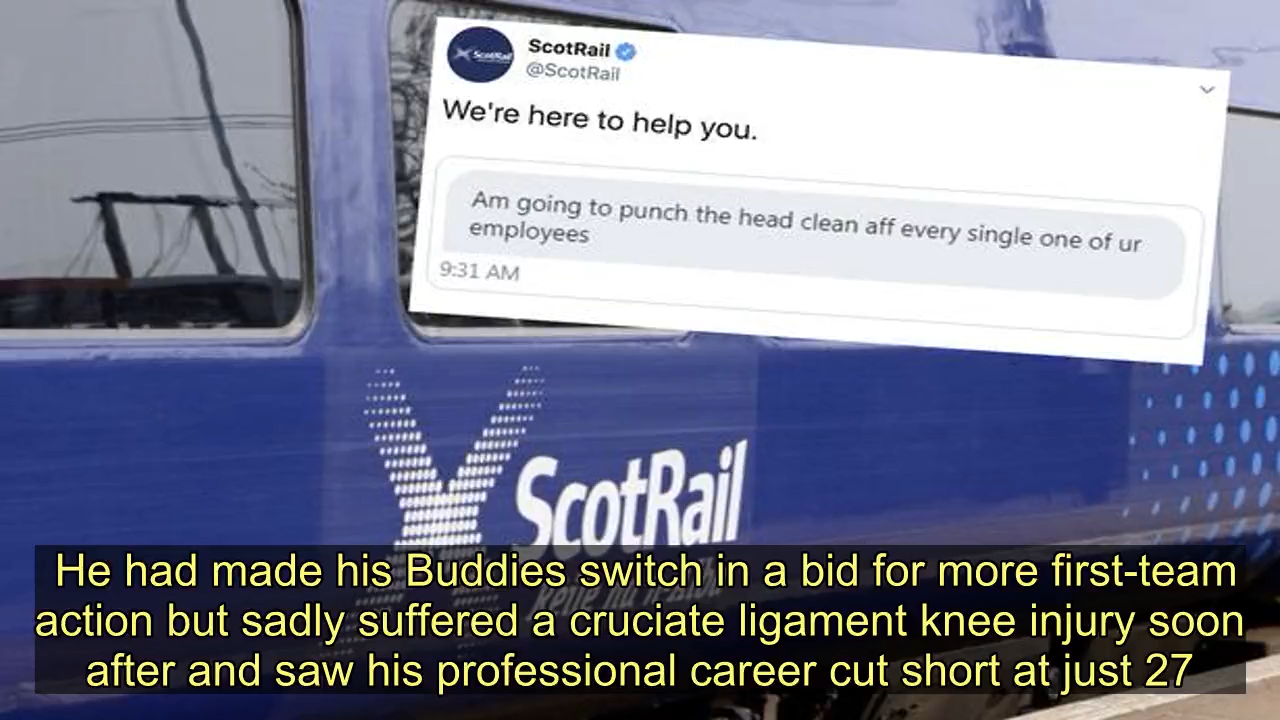 ScotRail
@ScotRail
We're here to help you.
Am going to punch the head clean aff every single one of ur
employees
9:31 AM
ScotRail
He had made his Buddies switch in a bid for more first-team
action but sadly suffered a cruciate ligament knee injury soon
after and saw his professional career cut short at just 27